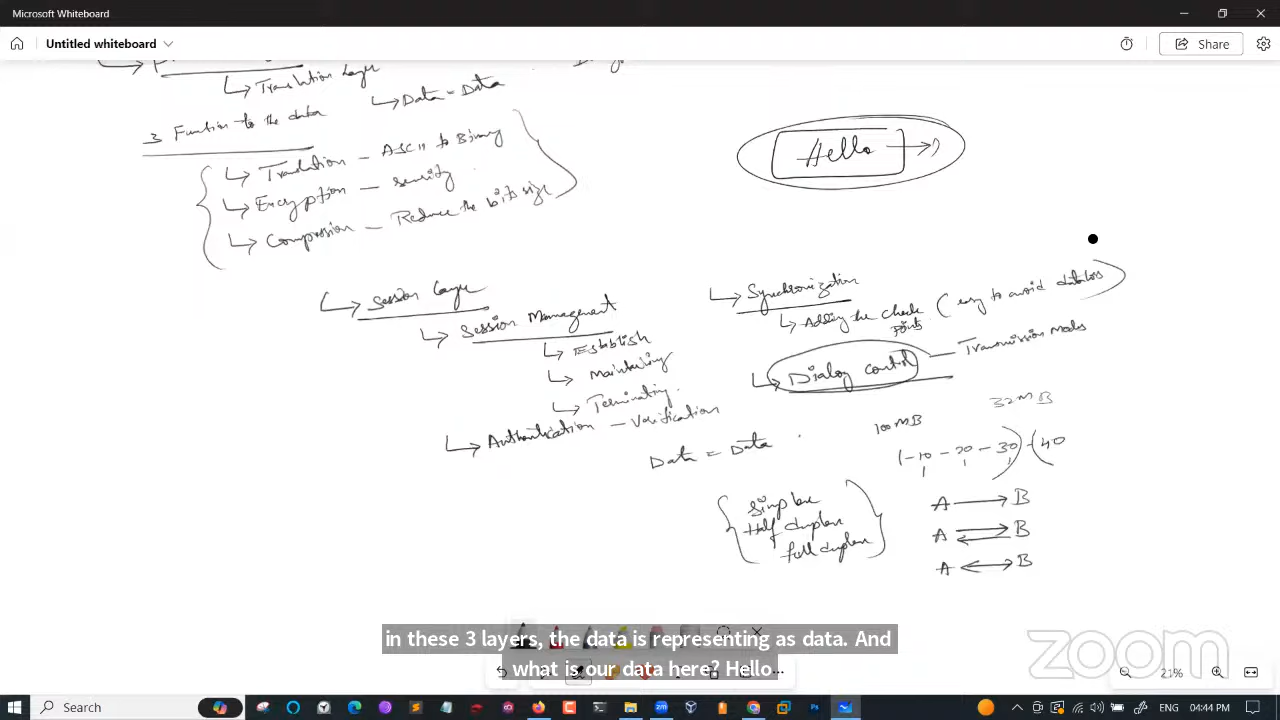 Microsoft Whiteboard
Untitled whiteboard
Share
Translation layer
Data = Data
3 Function to the data
Translation - ASCII to Binary
Encryption - security
Compression - Reduce the bits size
Hello
Session layer
Session Management
Establish
Maintaining
Terminating.
Authentication - Verification
Synchronization
Adding the check points (easy to avoid data loss)
Dialog control - Transmission modes
Data = Data
100 MB
32 MB
1-10 - 20 - 30) - (40
Simplex
Half duplex
full duplex
A → B
A ⇄ B
A ↔ B
in these 3 layers, the data is representing as data. And
what is our data here? Hello
zoom
21%
Search
ENG
04:44 PM